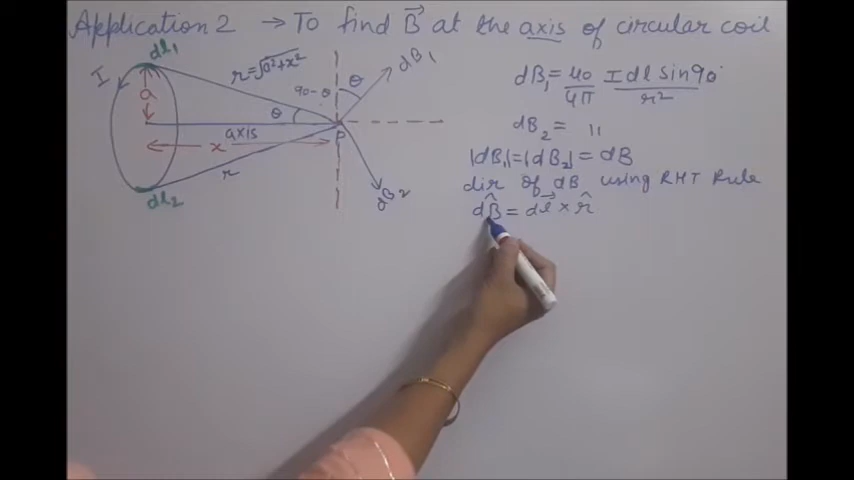 Application 2 → To find B⃗ at the axis of circular coil
dl₁
I
a
r=√a²+x²
90-θ
θ
θ
dB₁
axis
x
P
r
dl₂
dB₂
dB₁ = μ₀/4π I dl sin90°/r²
dB₂ = 〃
|dB₁|=|dB₂| = dB
dir of dB using RHT Rule
dB̂ = dl⃗ × r̂